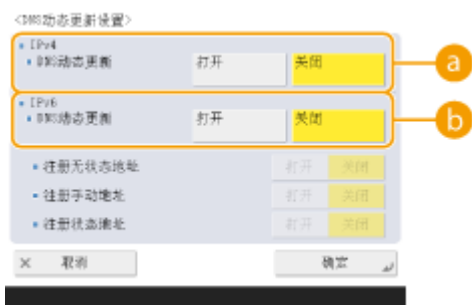 <DNS动态更新设置>
IPv4
DNS动态更新 打开 关闭
a
IPv6
DNS动态更新 打开 关闭
b
注册无状态地址 打开 关闭
注册手动地址 打开 关闭
注册状态地址 打开 关闭
× 取消 确定